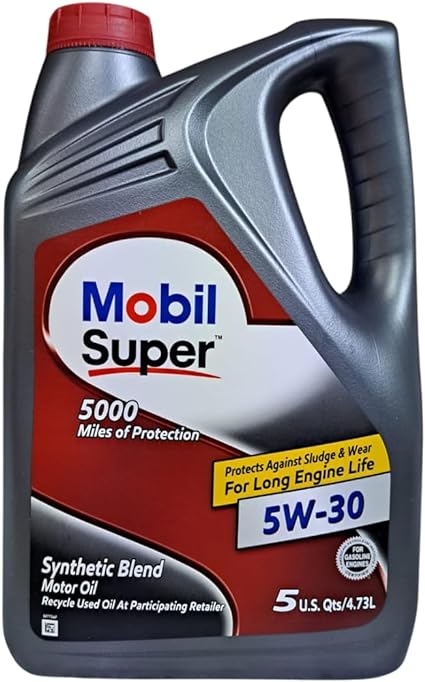 Mobil
Super™
5000
Miles of Protection
Protects Against Sludge & Wear
For Long Engine Life
5W-30
FOR
GASOLINE
ENGINES
Synthetic Blend
Motor Oil
Recycle Used Oil At Participating Retailer
5 U.S. Qts/4.73L